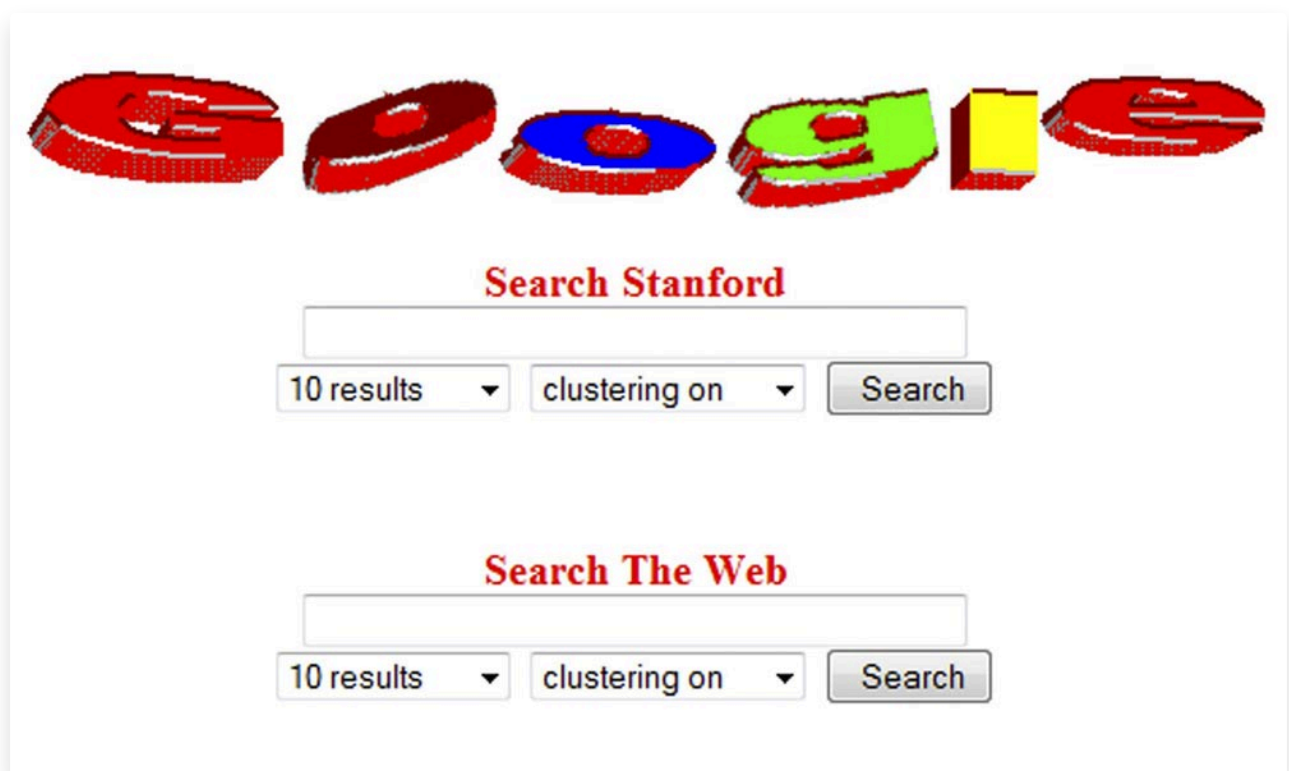 Google
Search Stanford
10 results clustering on Search
Search The Web
10 results clustering on Search